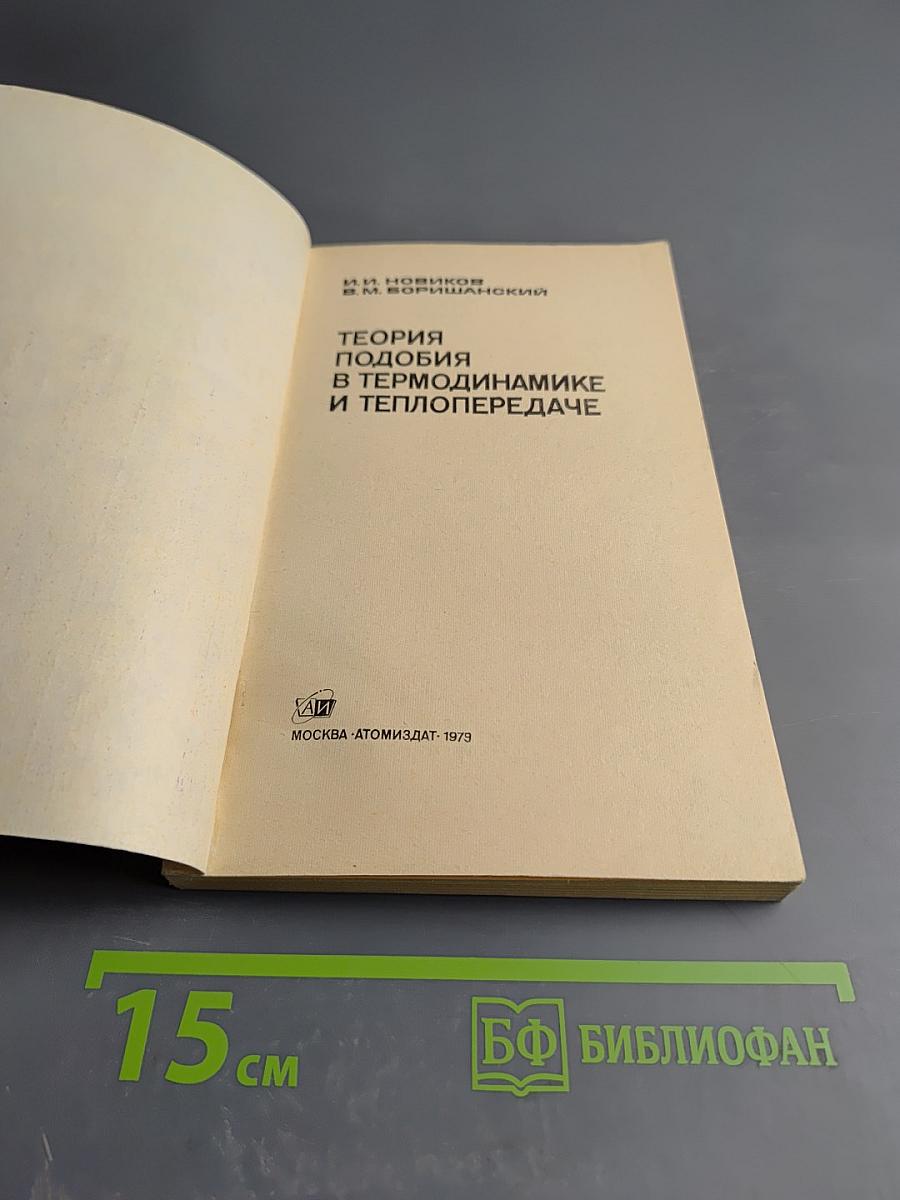 И. И. НОВИКОВ
В. М. БОРИШАНСКИЙ
ТЕОРИЯ
ПОДОБИЯ
В ТЕРМОДИНАМИКЕ
И ТЕПЛОПЕРЕДАЧЕ
АИ
МОСКВА · АТОМИЗДАТ · 1979
15 см
БФ БИБЛИОФАН